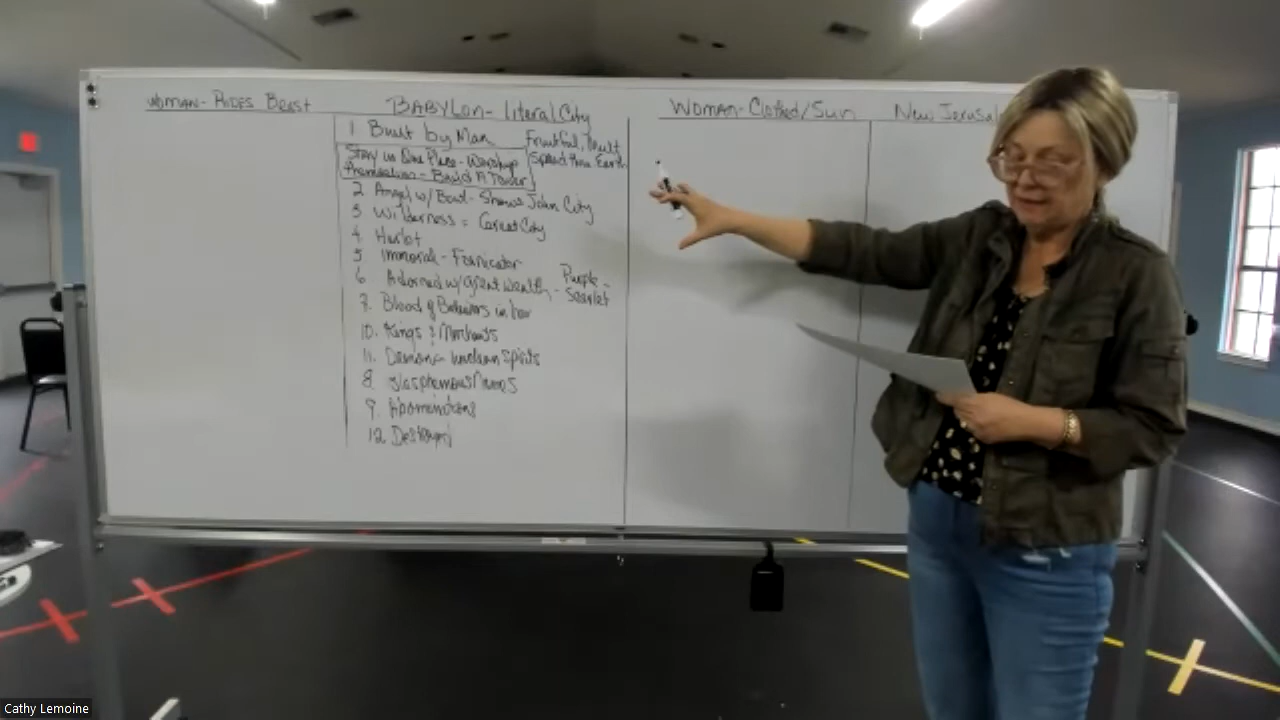 WOMAN - RIDES BEAST
BABYLON - literal City
WOMAN - Clothed/Sun
New Jerusal
1 Built by Man
Fruitful, Mult
Spread thru Earth
Stay in One Place - Worship
Themselves - Build A Tower
2 Angel w/ Bowl - Shows John City
3 Wilderness = Great City
4 Harlot
5 Immoral - Fornicator
6 Adorned w/ great wealth - Purple -
Scarlet
7. Blood of Believers in her
10. Kings & Merchants
11. Demons - unclean spirits
8. Blasphemous Names
9. Abominations
12 Destroyed
Cathy Lemoine